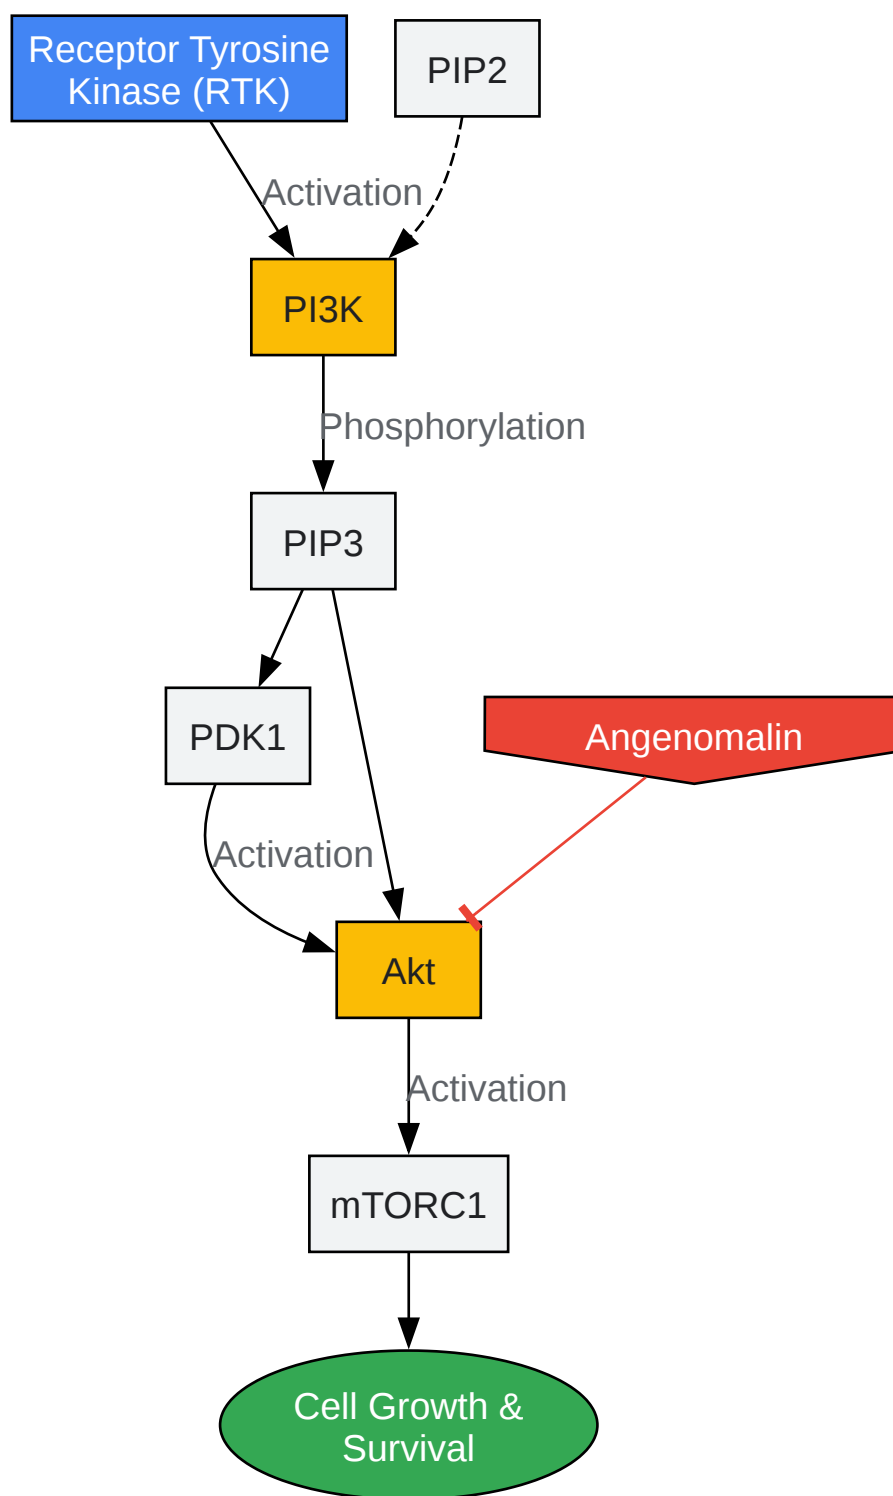 Receptor Tyrosine
Kinase (RTK)
PIP2
Activation
PI3K
Phosphorylation
PIP3
PDK1
Angenomalin
Activation
Akt
Activation
mTORC1
Cell Growth &
Survival